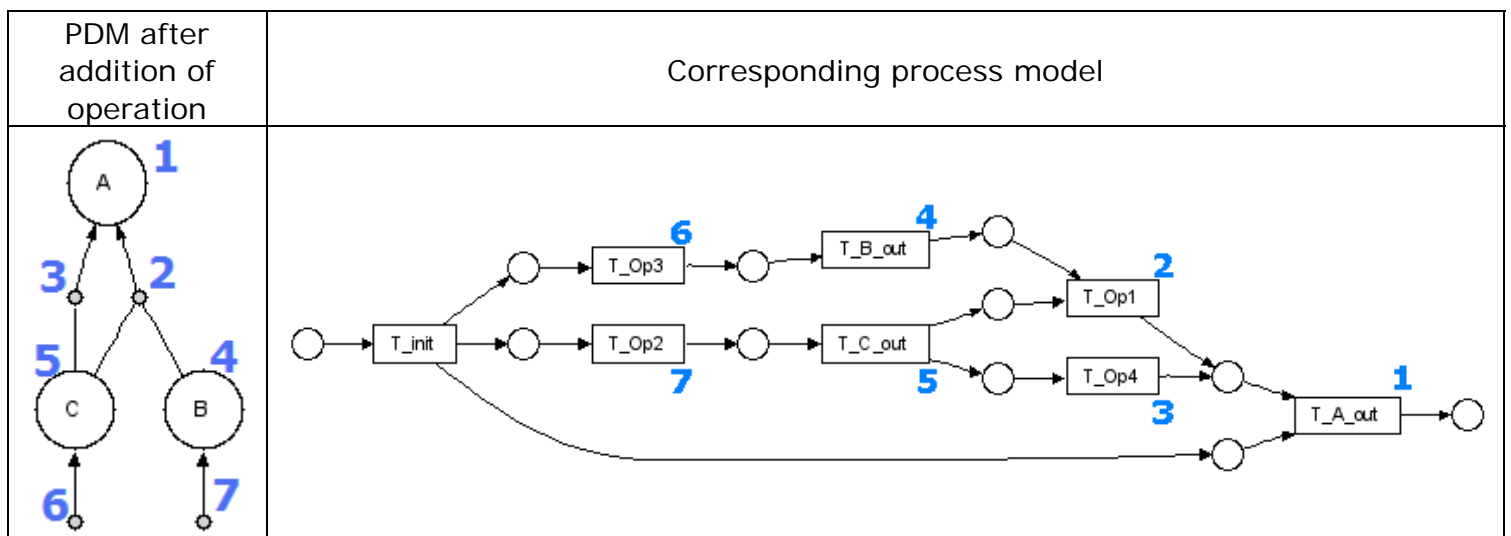 PDM after
addition of
operation
Corresponding process model
A 1
3 2
5 4
C B
6 7
6 4
T_Op3 T_B_out 2
T_Op1
T_init T_Op2 T_C_out
7 5 T_Op4 1
3 T_A_out